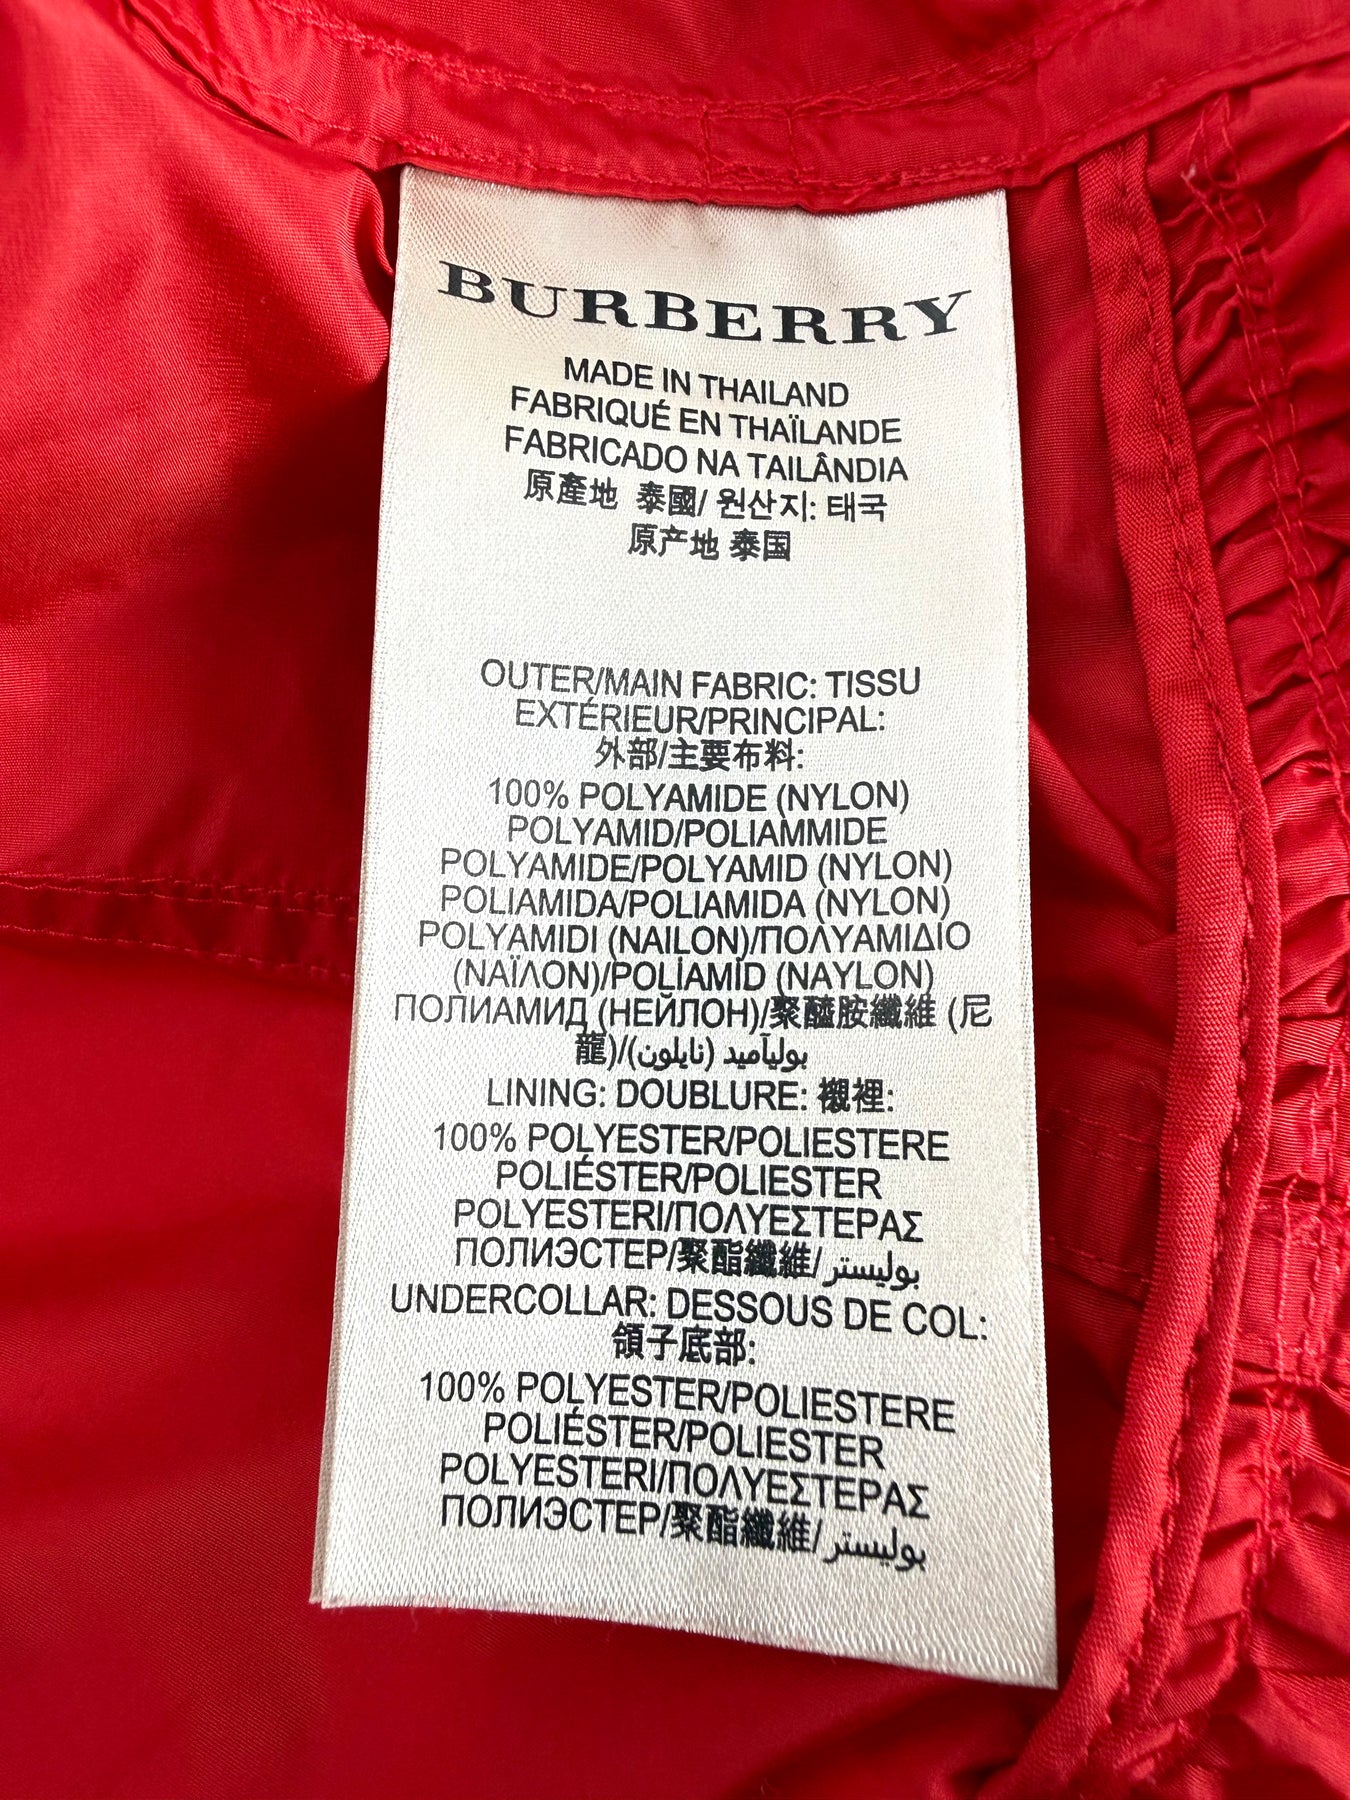 BURBERRY
MADE IN THAILAND
FABRIQUÉ EN THAÏLANDE
FABRICADO NA TAILÂNDIA
原產地 泰國/ 원산지: 태국
原产地 泰国
OUTER/MAIN FABRIC: TISSU
EXTÉRIEUR/PRINCIPAL:
外部/主要布料:
100% POLYAMIDE (NYLON)
POLYAMID/POLIAMMIDE
POLYAMIDE/POLYAMID (NYLON)
POLIAMIDA/POLIAMIDA (NYLON)
POLYAMIDI (NAILON)/ΠΟΛΥΑΜΙΔΙΟ
(ΝΑΪΛΟΝ)/POLİAMİD (NAYLON)
ПОЛИАМИД (НЕЙЛОН)/聚醯胺纖維 (尼
龍)/بوليآميد (نايلون)
LINING: DOUBLURE: 襯裡:
100% POLYESTER/POLIESTERE
POLIÉSTER/POLIESTER
POLYESTERI/ΠΟΛΥΕΣΤΕΡΑΣ
ПОЛИЭСТЕР/聚酯纖維/بوليستر
UNDERCOLLAR: DESSOUS DE COL:
領子底部:
100% POLYESTER/POLIESTERE
POLIÉSTER/POLIESTER
POLYESTERI/ΠΟΛΥΕΣΤΕΡΑΣ
ПОЛИЭСТЕР/聚酯纖維/بوليستر